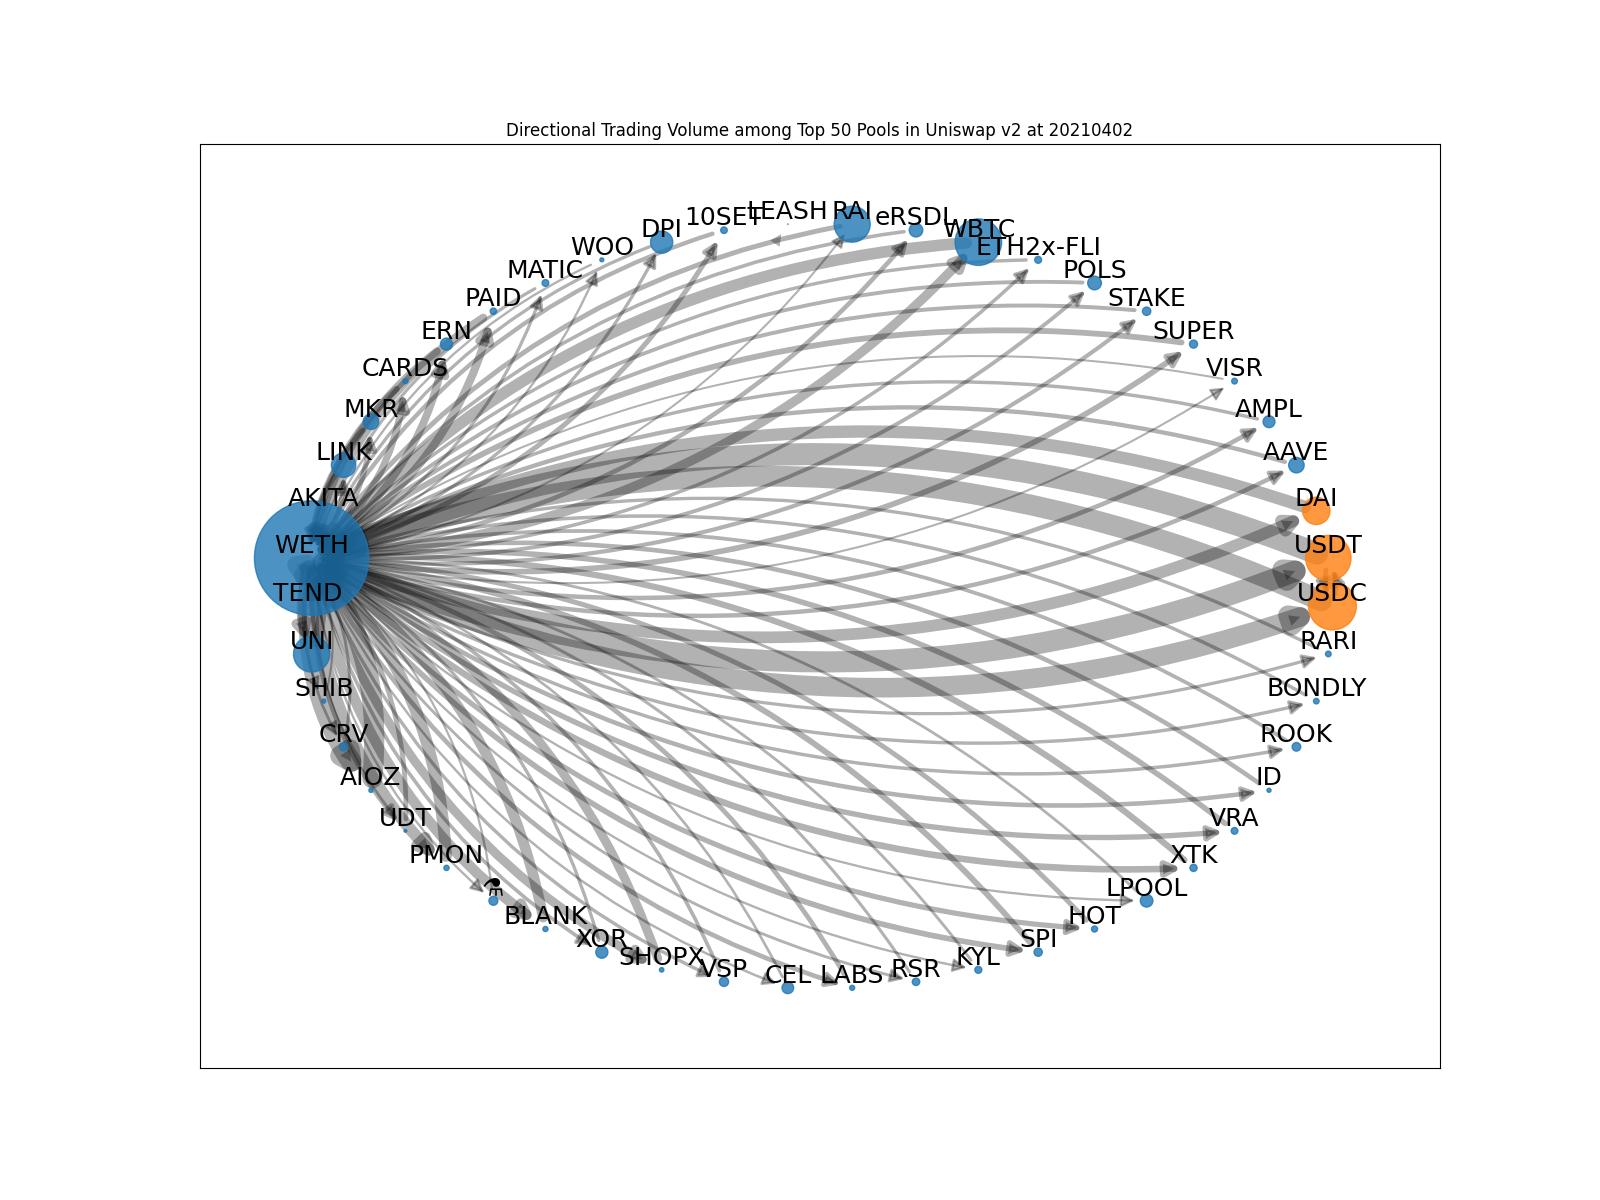 Directional Trading Volume among Top 50 Pools in Uniswap v2 at 20210402
LEASH
RAI
10SET
eRSDL
DPI
WBTC
WOO
ETH2x-FLI
MATIC
POLS
PAID
STAKE
ERN
SUPER
CARDS
VISR
MKR
AMPL
LINK
AAVE
AKITA
DAI
WETH
USDT
TEND
USDC
UNI
RARI
SHIB
BONDLY
CRV
ROOK
AIOZ
ID
UDT
VRA
PMON
XTK
⚗
LPOOL
BLANK
HOT
XOR
SPI
SHOPX
KYL
VSP
RSR
CEL
LABS